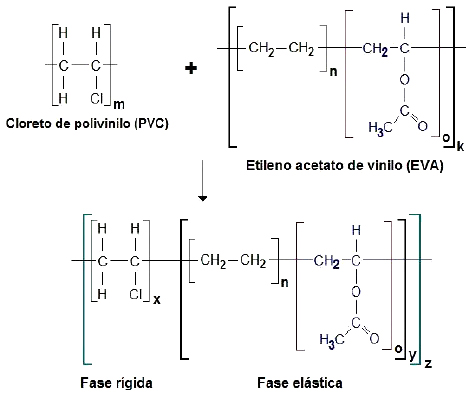 H H
C C
H Cl m
Cloreto de polivinilo (PVC)
+
CH2 CH2 n
CH2 C H
O
C
H3C O
o k
Etileno acetato de vinilo (EVA)
H H
C C
H Cl x
CH2 CH2 n
CH2 C H
O
C
H3C O
o y z
Fase rígida
Fase elástica